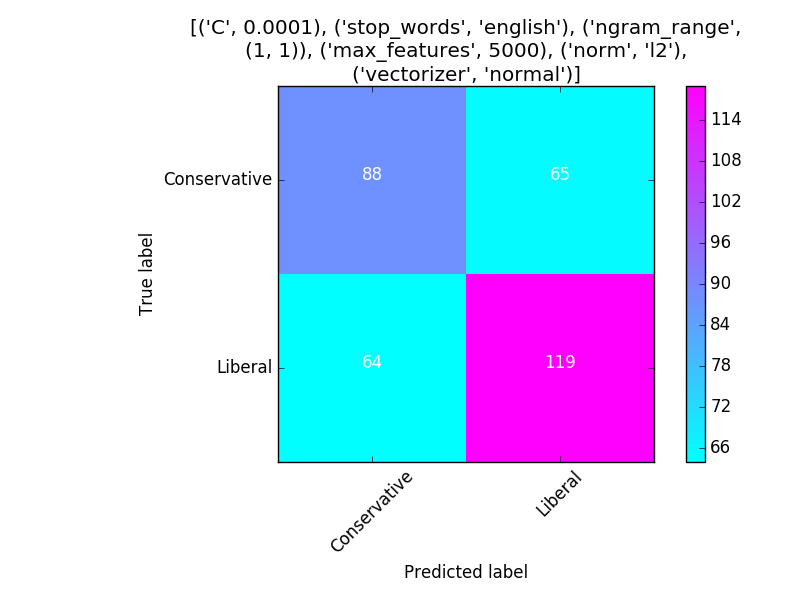 [('C', 0.0001), ('stop_words', 'english'), ('ngram_range',
(1, 1)), ('max_features', 5000), ('norm', 'l2'),
('vectorizer', 'normal')]
Conservative
Liberal
True label
88
65
64
119
Conservative
Liberal
Predicted label
114
108
102
96
90
84
78
72
66